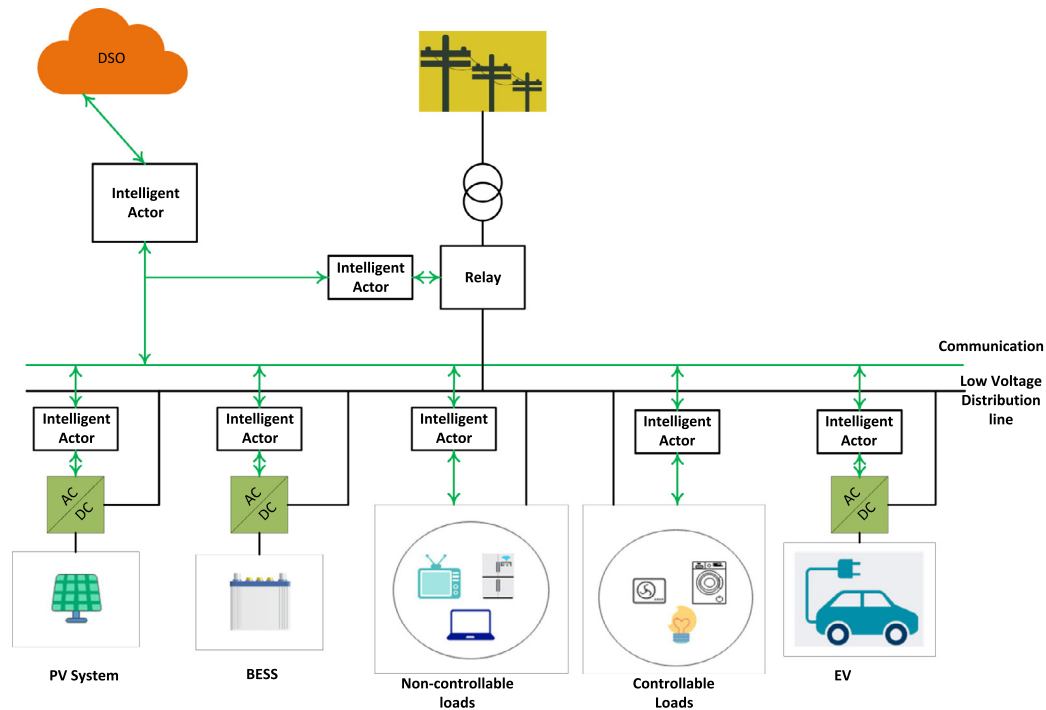 DSO
Intelligent
Actor
Intelligent
Actor
Relay
Communication
Low Voltage
Distribution
line
Intelligent
Actor
Intelligent
Actor
Intelligent
Actor
Intelligent
Actor
Intelligent
Actor
AC
DC
AC
DC
AC
DC
PV System
BESS
Non-controllable
loads
Controllable
Loads
EV